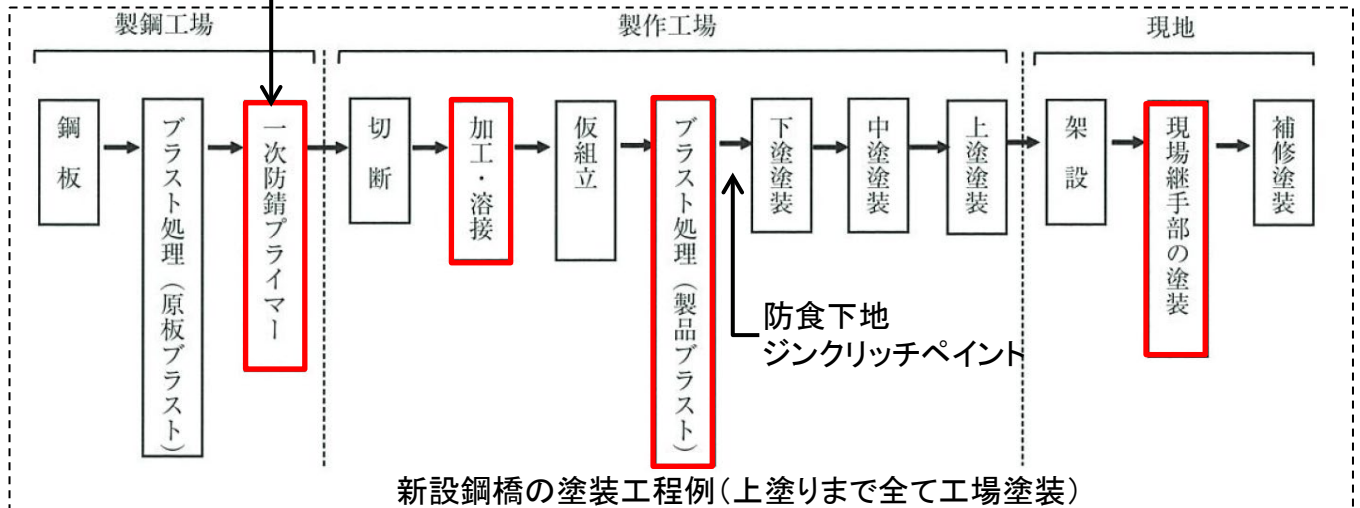 製鋼工場
製作工場
現地
鋼板
ブラスト処理（原板ブラスト）
一次防錆プライマー
切断
加工・溶接
仮組立
ブラスト処理（製品ブラスト）
下塗塗装
中塗塗装
上塗塗装
架設
現場継手部の塗装
補修塗装
防食下地
ジンクリッチペイント
新設鋼橋の塗装工程例（上塗りまで全て工場塗装）